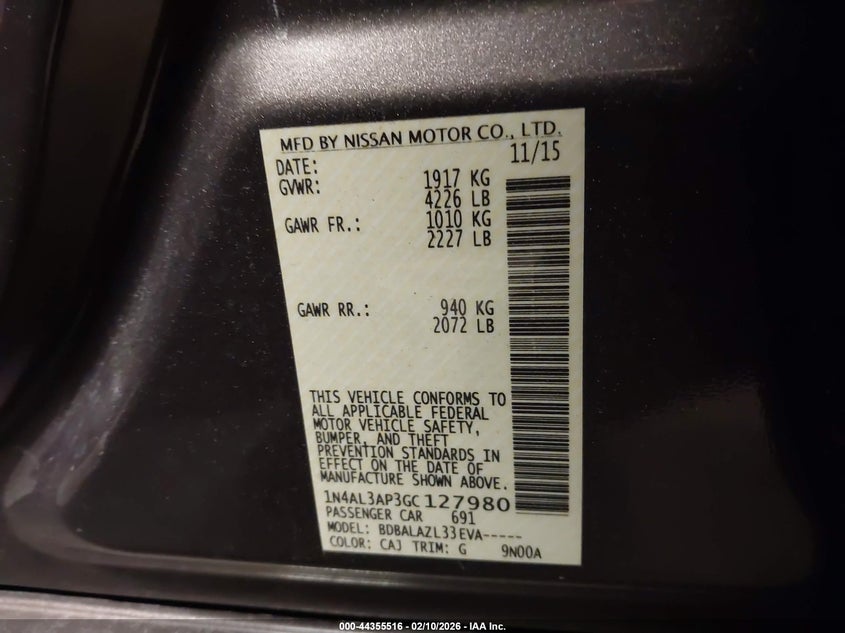 MFD BY NISSAN MOTOR CO., LTD.
DATE: 11/15
GVWR: 1917 KG
4226 LB
GAWR FR.: 1010 KG
2227 LB
GAWR RR.: 940 KG
2072 LB
THIS VEHICLE CONFORMS TO
ALL APPLICABLE FEDERAL
MOTOR VEHICLE SAFETY,
BUMPER, AND THEFT
PREVENTION STANDARDS IN
EFFECT ON THE DATE OF
MANUFACTURE SHOWN ABOVE.
1N4AL3AP3GC127980
PASSENGER CAR 691
MODEL: BDBALAZL33EVA-----
COLOR: CAJ TRIM: G 9N00A
000-44355516 - 02/10/2026 - IAA Inc.